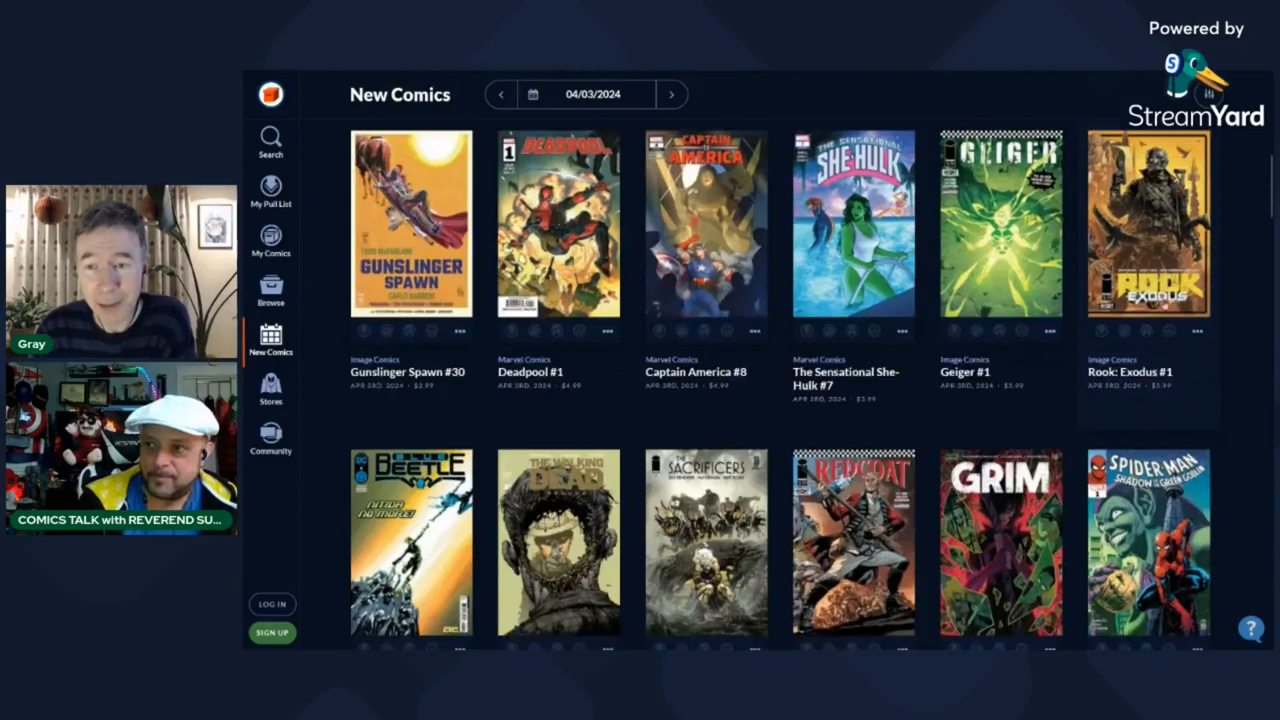 Powered by
StreamYard
New Comics
04/03/2024
Search
My Pull List
My Comics
Browse
New Comics
Stores
Community
LOG IN
SIGN UP
Gray
COMICS TALK with REVEREND SU...
GUNSLINGER
SPAWN
DEADPOOL
1
CAPTAIN
AMERICA
THE SENSATIONAL
SHE-HULK
GEIGER
ROOK
EXODUS
Image Comics
Gunslinger Spawn #30
APR 3RD, 2024 · $2.99
Marvel Comics
Deadpool #1
APR 3RD, 2024 · $4.99
Marvel Comics
Captain America #8
APR 3RD, 2024 · $4.99
Marvel Comics
The Sensational She-
Hulk #7
APR 3RD, 2024 · $3.99
Image Comics
Geiger #1
APR 3RD, 2024 · $3.99
Image Comics
Rook: Exodus #1
APR 3RD, 2024 · $3.99
BLUE
BEETLE
NO MORE!
THE WALKING
DEAD
THE
SACRIFICERS
REDCOAT
GRIM
SPIDER-MAN
SHADOW OF THE GREEN GOBLIN
?